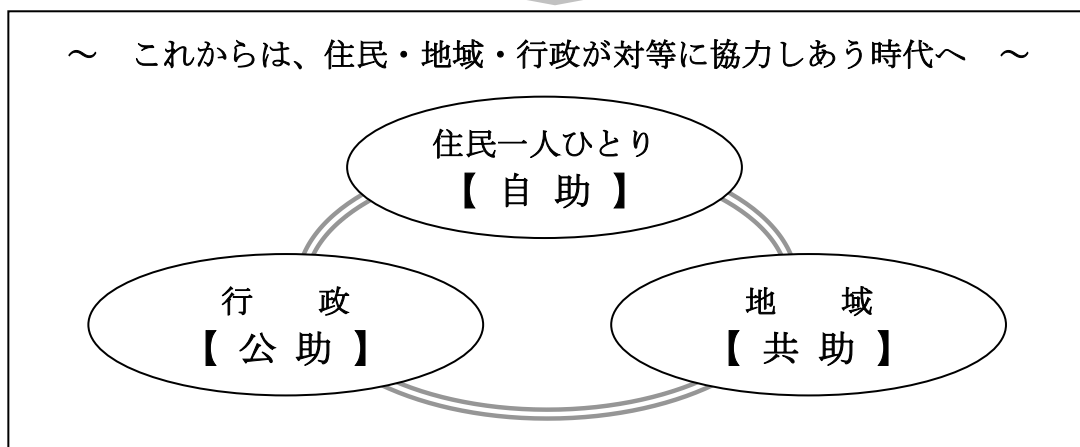 ～　これからは、住民・地域・行政が対等に協力しあう時代へ　～
住民一人ひとり
【 自 助 】
行　　政
【 公 助 】
地　　域
【 共 助 】